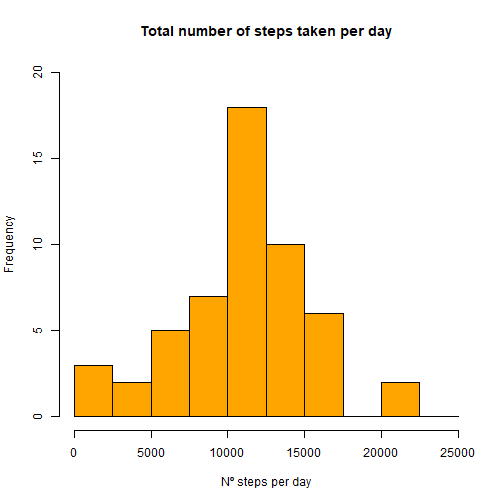 Total number of steps taken per day
Frequency
20
15
10
5
0
0 5000 10000 15000 20000 25000
Nº steps per day